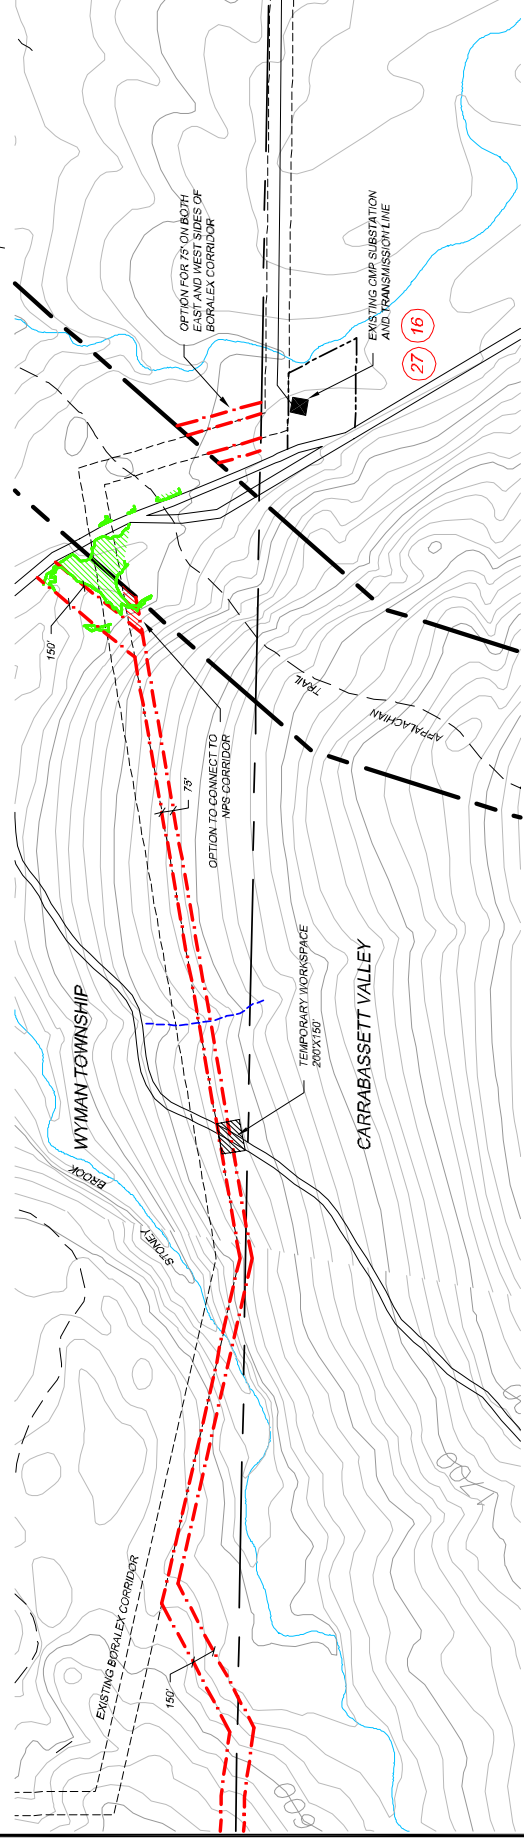 OPTION FOR 75' ON BOTH
EAST AND WEST SIDES OF
BORALEX CORRIDOR
EXISTING CMP SUBSTATION
AND TRANSMISSION LINE
27
16
150'
OPTION TO CONNECT TO
NPS CORRIDOR
75'
APPALACHIAN
TRAIL
WYMAN TOWNSHIP
TEMPORARY WORKSPACE
200'X150'
CARRABASSETT VALLEY
STONEY
BROOK
EXISTING BORALEX CORRIDOR
150'